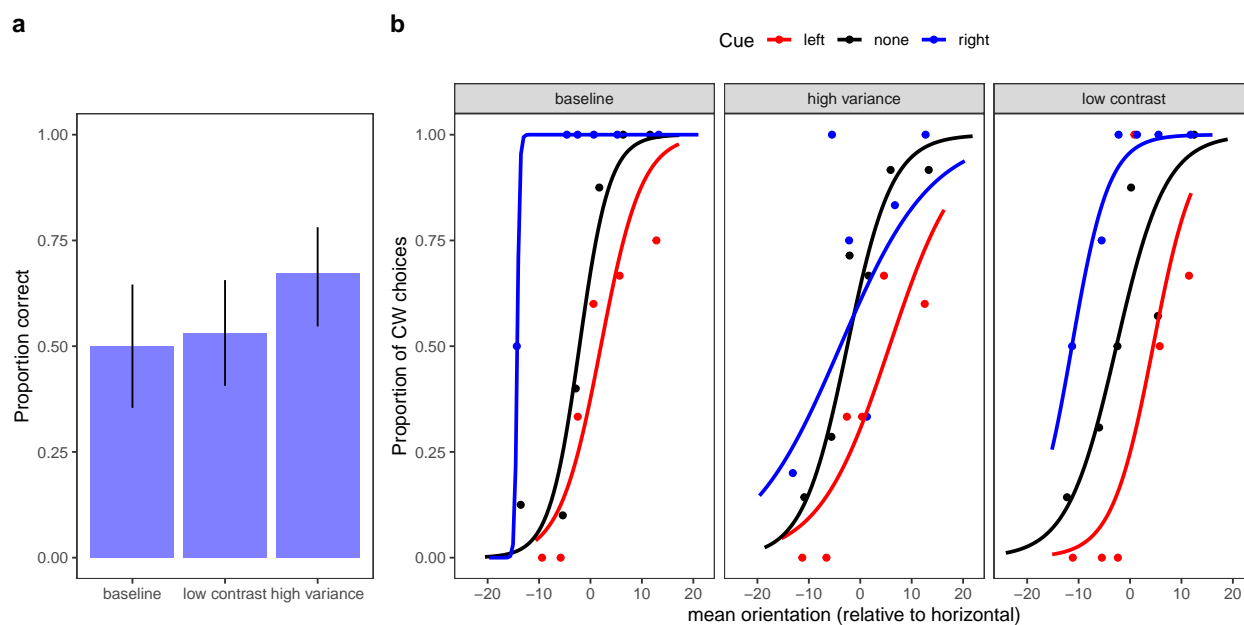 a
b
Cue left none right
baseline high variance low contrast
Proportion correct
1.00
0.75
0.50
0.25
0.00
baseline low contrast high variance
Proportion of CW choices
1.00
0.75
0.50
0.25
0.00
−20 −10 0 10 20
−20 −10 0 10 20
−20 −10 0 10 20
mean orientation (relative to horizontal)